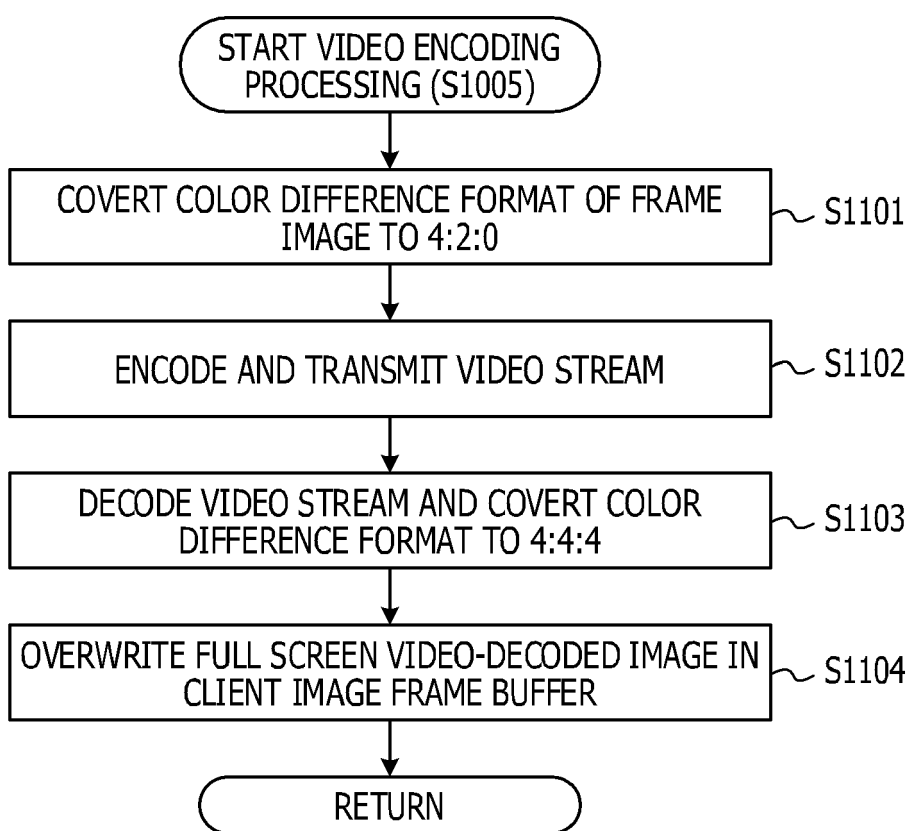 START VIDEO ENCODING
PROCESSING (S1005)
COVERT COLOR DIFFERENCE FORMAT OF FRAME
IMAGE TO 4:2:0
S1101
ENCODE AND TRANSMIT VIDEO STREAM
S1102
DECODE VIDEO STREAM AND COVERT COLOR
DIFFERENCE FORMAT TO 4:4:4
S1103
OVERWRITE FULL SCREEN VIDEO-DECODED IMAGE IN
CLIENT IMAGE FRAME BUFFER
S1104
RETURN